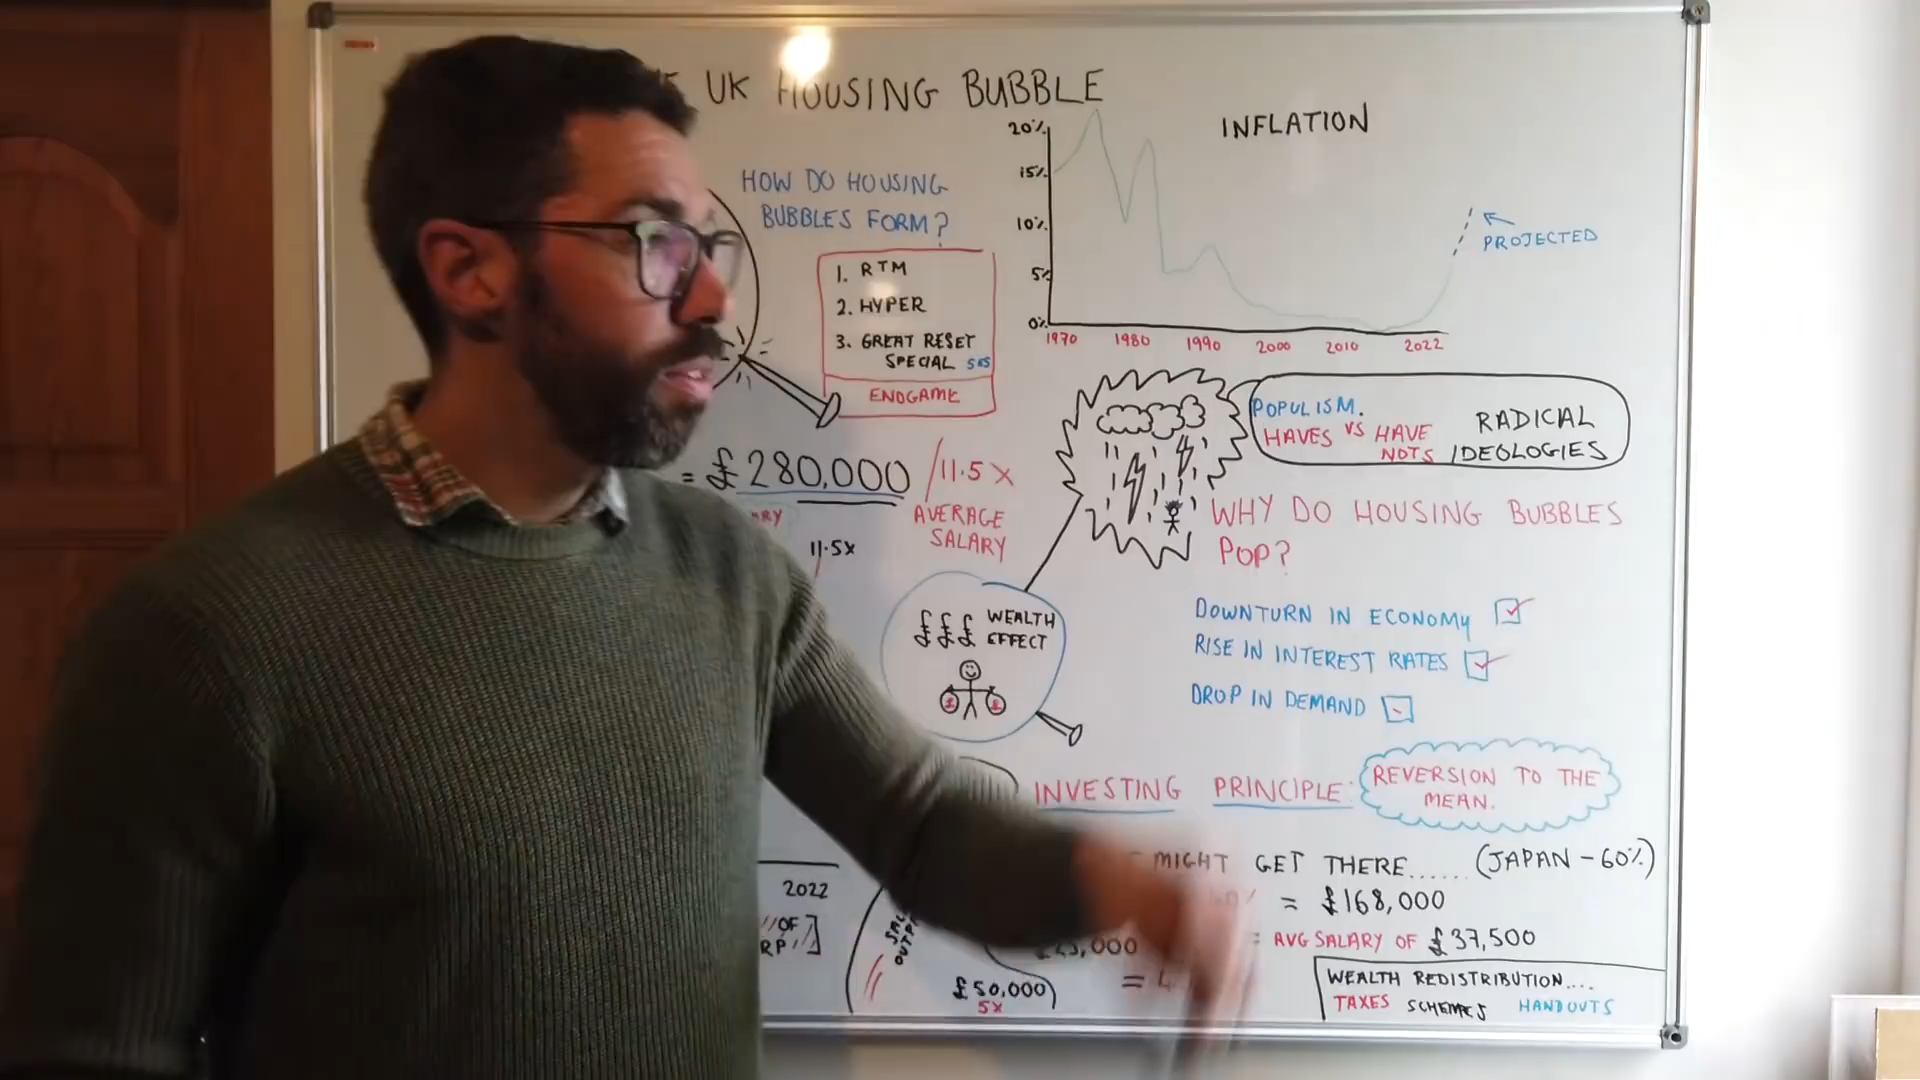 UK HOUSING BUBBLE
HOW DO HOUSING
BUBBLES FORM?
1. RTM
2. HYPER
3. GREAT RESET
SPECIAL
ENDGAME
= £280,000 / 11.5 X
AVERAGE
SALARY
11.5x
INFLATION
20%
15%
10%
5%
0%
1970 1980 1990 2000 2010 2022
PROJECTED
POPULISM.
HAVES VS HAVE
NOTS
RADICAL
IDEOLOGIES
WHY DO HOUSING BUBBLES
POP?
£££ WEALTH
EFFECT
DOWNTURN IN ECONOMY
RISE IN INTEREST RATES
DROP IN DEMAND
INVESTING PRINCIPLE:
REVERSION TO THE
MEAN.
MIGHT GET THERE...... (JAPAN - 60%)
= £168,000
= AVG SALARY OF £37,500
WEALTH REDISTRIBUTION....
TAXES SCHEMES HANDOUTS
2022
£50,000
5X